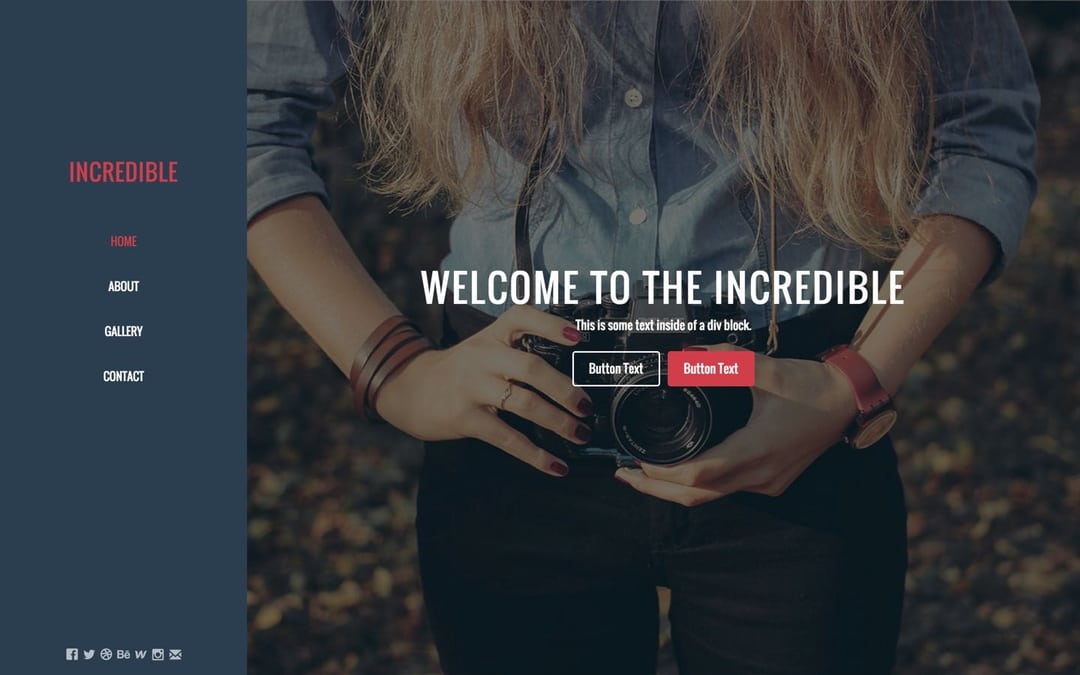 INCREDIBLE
HOME
ABOUT
GALLERY
CONTACT
WELCOME TO THE INCREDIBLE
This is some text inside of a div block.
Button Text
Button Text
Bē
W